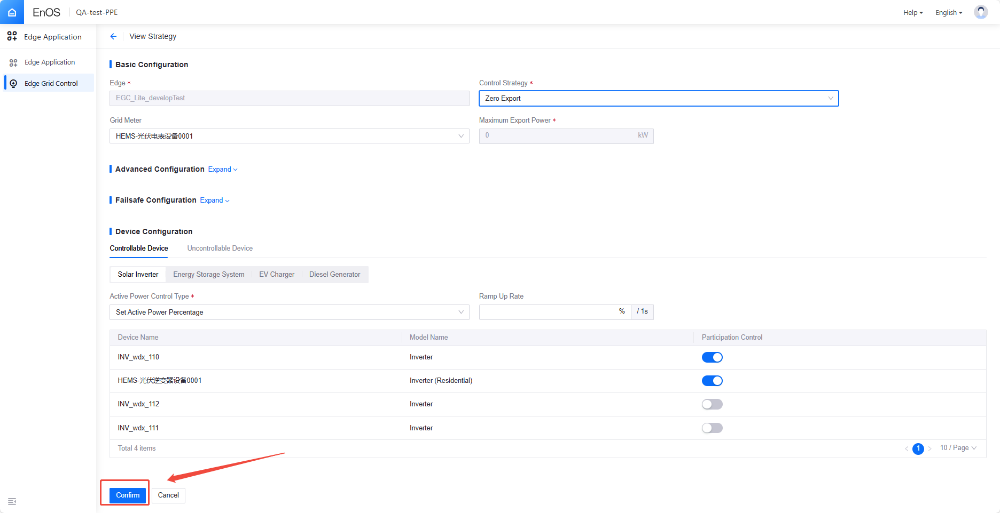 EnOS QA-test-PPE Help English
Edge Application View Strategy
Edge Application
Edge Grid Control
Basic Configuration
Edge * Control Strategy *
EGC_Lite_developTest Zero Export
Grid Meter Maximum Export Power *
HEMS-光伏电表设备0001 0 kW
Advanced Configuration Expand
Failsafe Configuration Expand
Device Configuration
Controllable Device Uncontrollable Device
Solar Inverter Energy Storage System EV Charger Diesel Generator
Active Power Control Type * Ramp Up Rate
Set Active Power Percentage % / 1s
Device Name Model Name Participation Control
INV_wdx_110 Inverter
HEMS-光伏逆变器设备0001 Inverter (Residential)
INV_wdx_112 Inverter
INV_wdx_111 Inverter
Total 4 items < 1 > 10 / Page
Confirm Cancel